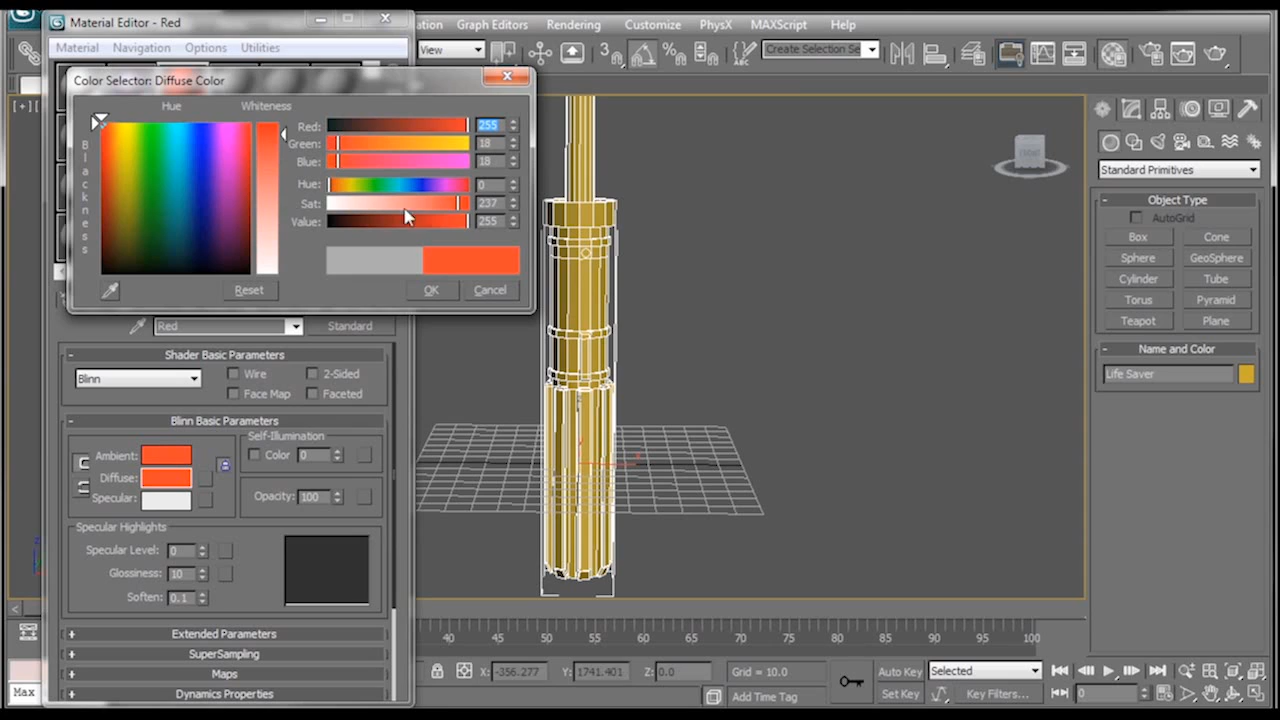 Material Editor - Red
Graph Editors Rendering Customize PhysX MAXScript Help
Material Navigation Options Utilities
View
Create Selection Se
Color Selector: Diffuse Color
Hue Whiteness
Blackness
Red: 255
Green: 18
Blue: 18
Hue: 0
Sat: 237
Value: 255
Reset OK Cancel
[+] [
FRONT
Red Standard
Shader Basic Parameters
Blinn
Wire 2-Sided
Face Map Faceted
Blinn Basic Parameters
Self-Illumination
Ambient:
Color 0
Diffuse:
Specular:
Opacity: 100
Specular Highlights
Specular Level: 0
Glossiness: 10
Soften: 0.1
Extended Parameters
SuperSampling
Maps
Dynamics Properties
Standard Primitives
Object Type
AutoGrid
Box Cone
Sphere GeoSphere
Cylinder Tube
Torus Pyramid
Teapot Plane
Name and Color
Life Saver
40 45 50 55 60 65 70 75 80 85 90 95 100
X: -356.277 Y: 1741.401 Z: 0.0 Grid = 10.0
Auto Key Selected
Max
Add Time Tag
Set Key Key Filters... 0